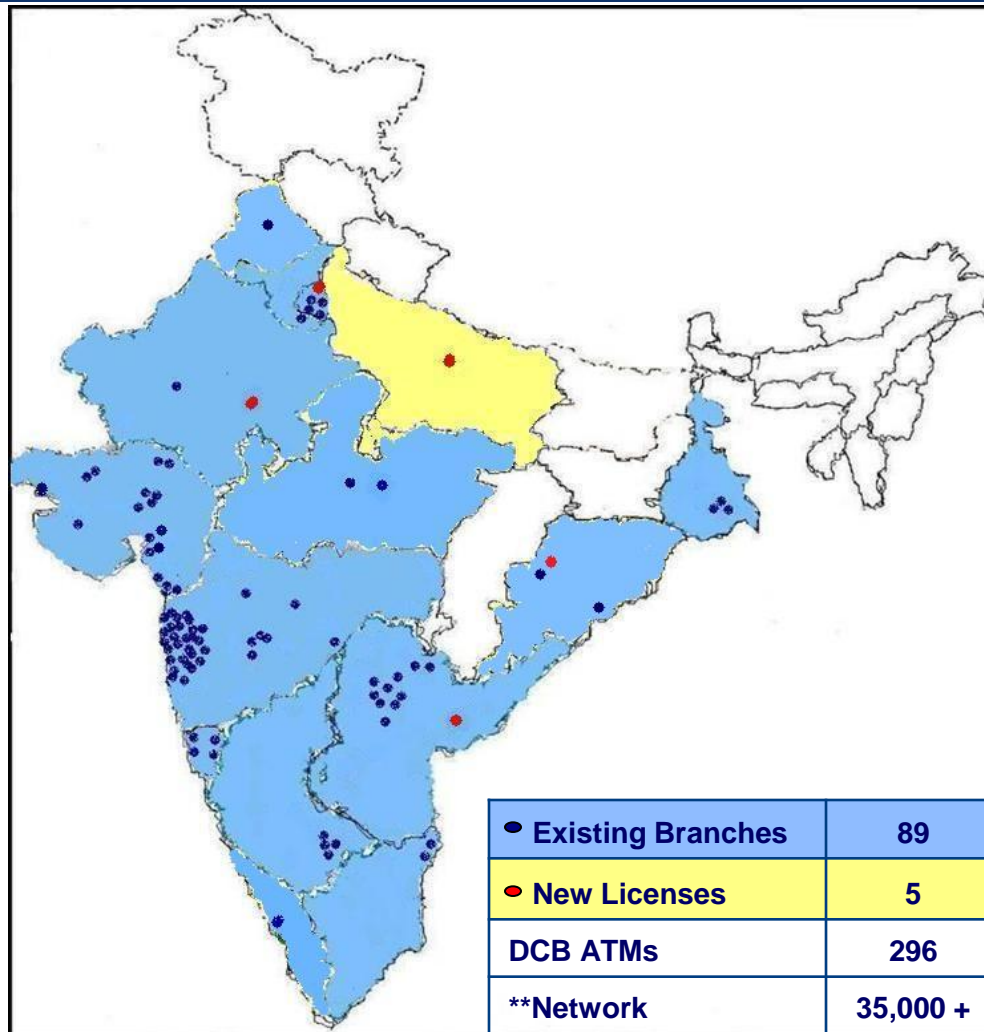 Existing Branches 89
New Licenses 5
DCB ATMs 296
**Network 35,000 +